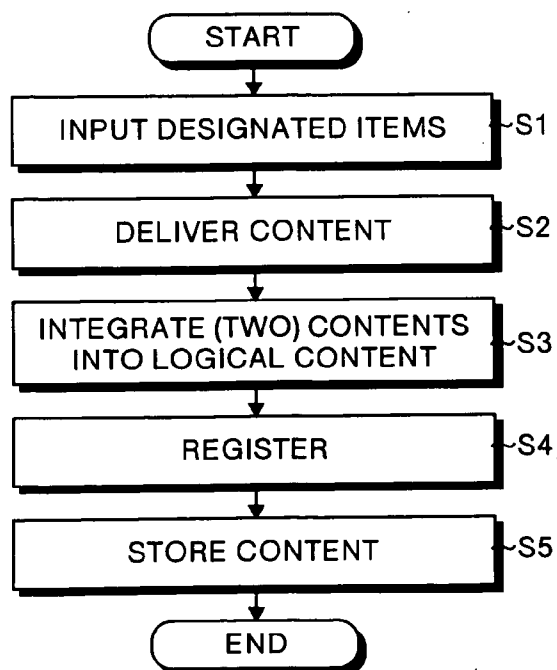 START
INPUT DESIGNATED ITEMS
S1
DELIVER CONTENT
S2
INTEGRATE (TWO) CONTENTS
INTO LOGICAL CONTENT
S3
REGISTER
S4
STORE CONTENT
S5
END